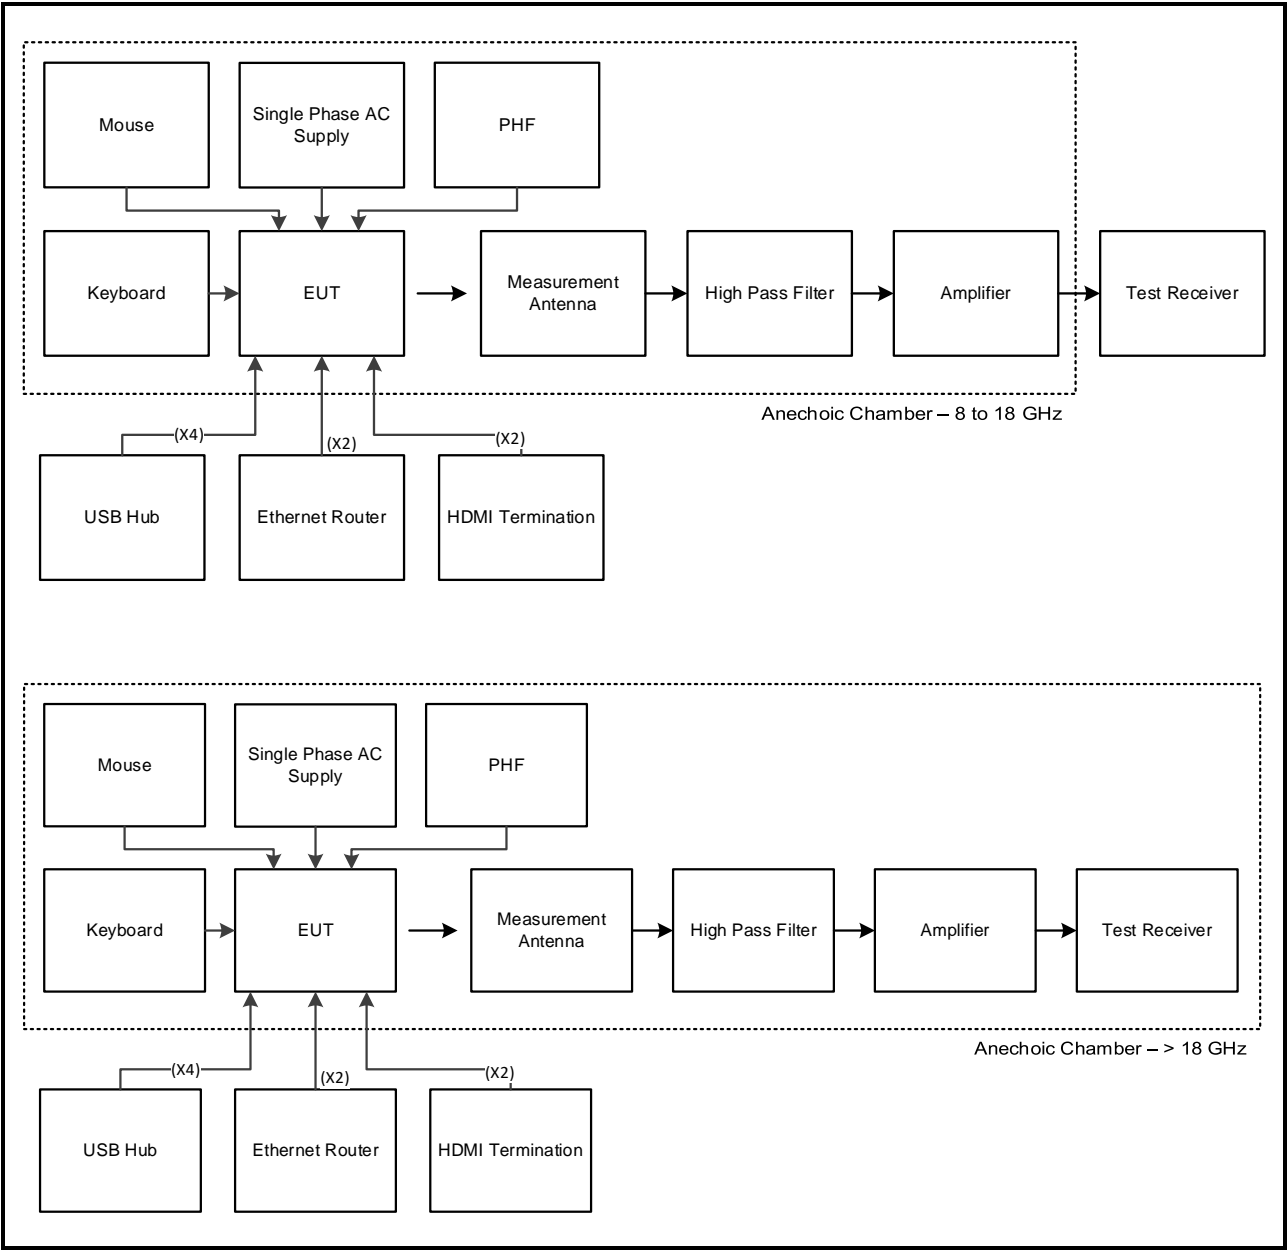 Mouse
Single Phase AC
Supply
PHF
Keyboard
EUT
Measurement
Antenna
High Pass Filter
Amplifier
Test Receiver
Anechoic Chamber – 8 to 18 GHz
(X4)
(X2)
(X2)
USB Hub
Ethernet Router
HDMI Termination
Mouse
Single Phase AC
Supply
PHF
Keyboard
EUT
Measurement
Antenna
High Pass Filter
Amplifier
Test Receiver
Anechoic Chamber – > 18 GHz
(X4)
(X2)
(X2)
USB Hub
Ethernet Router
HDMI Termination